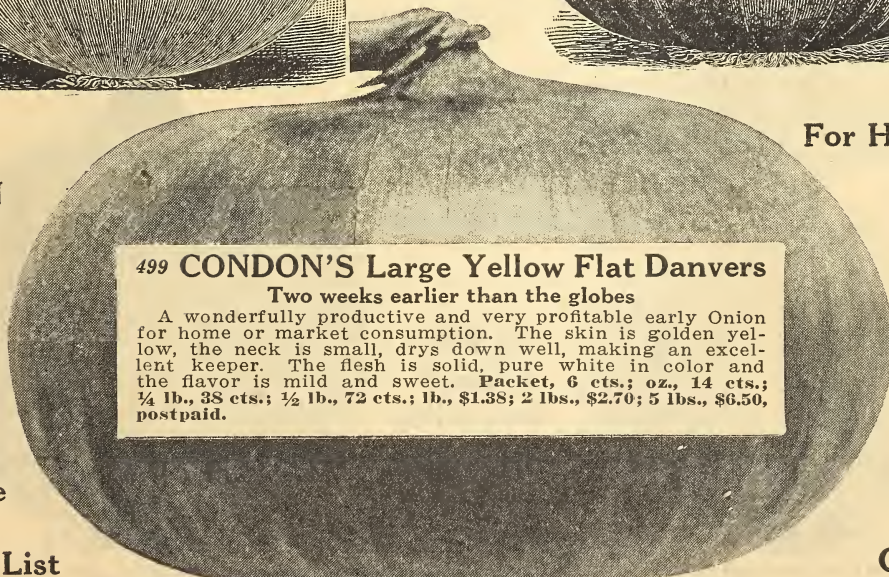 For H
499 CONDON'S Large Yellow Flat Danvers
Two weeks earlier than the globes
A wonderfully productive and very profitable early Onion
for home or market consumption. The skin is golden yel-
low, the neck is small, drys down well, making an excel-
lent keeper. The flesh is solid, pure white in color and
the flavor is mild and sweet. Packet, 6 cts.; oz., 14 cts.;
¼ lb., 38 cts.; ½ lb., 72 cts.; lb., $1.38; 2 lbs., $2.70; 5 lbs., $6.50,
postpaid.
e
List